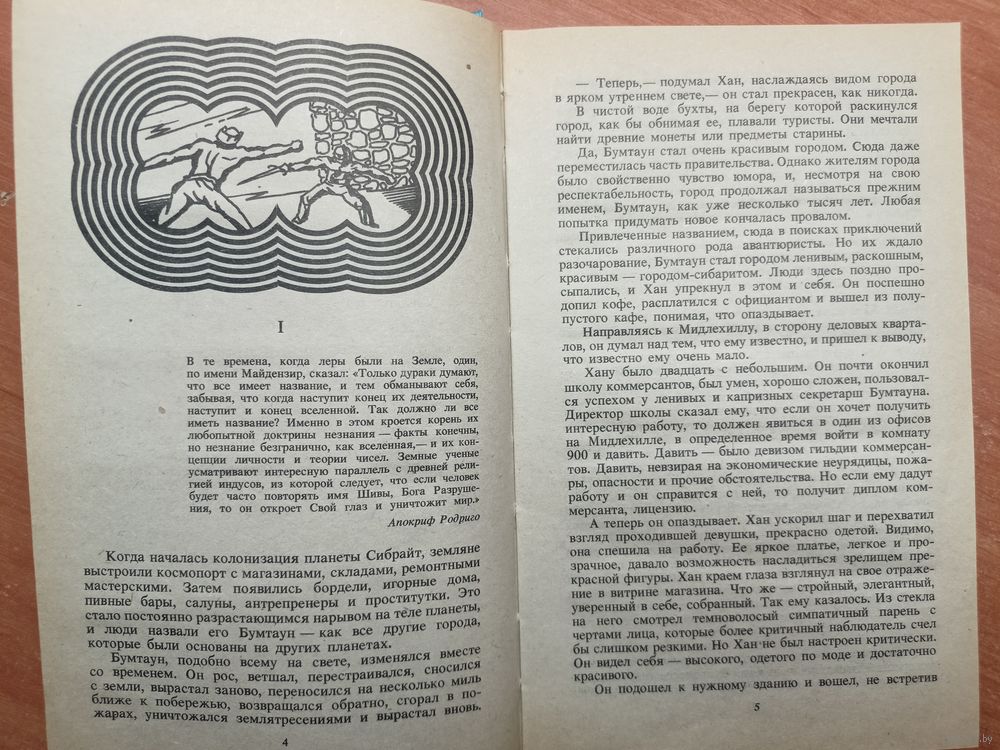 I
В те времена, когда леры были на Земле, один,
по имени Майдензир, сказал: «Только дураки думают,
что все имеет название, и тем обманывают себя,
забывая, что когда наступит конец их деятельности,
наступит и конец вселенной. Так должно ли все
иметь название? Именно в этом кроется корень их
любопытной доктрины незнания — факты конечны,
но незнание безгранично, как вселенная,— и их кон-
цепции личности и теории чисел. Земные ученые
усматривают интересную параллель с древней рели-
гией индусов, из которой следует, что если человек
будет часто повторять имя Шивы, Бога Разруше-
ния, то он откроет Свой глаз и уничтожит мир.»
Апокриф Родриго
Когда началась колонизация планеты Сибрайт, земляне
выстроили космопорт с магазинами, складами, ремонтными
мастерскими. Затем появились бордели, игорные дома,
пивные бары, салуны, антрепренеры и проститутки. Это
стало постоянно разрастающимся нарывом на теле планеты,
и люди назвали его Бумтаун — как все другие города,
которые были основаны на других планетах.
Бумтаун, подобно всему на свете, изменялся вместе
со временем. Он рос, ветшал, перестраивался, сносился
с земли, вырастал заново, переносился на несколько миль
ближе к побережью, возвращался обратно, сгорал в по-
жарах, уничтожался землятресениями и вырастал вновь.
4
— Теперь,— подумал Хан, наслаждаясь видом города
в ярком утреннем свете,— он стал прекрасен, как никогда.
В чистой воде бухты, на берегу которой раскинулся
город, как бы обнимая ее, плавали туристы. Они мечтали
найти древние монеты или предметы старины.
Да, Бумтаун стал очень красивым городом. Сюда даже
переместилась часть правительства. Однако жителям города
было свойственно чувство юмора, и, несмотря на свою
респектабельность, город продолжал называться прежним
именем, Бумтаун, как уже несколько тысяч лет. Любая
попытка придумать новое кончалась провалом.
Привлеченные названием, сюда в поисках приключений
стекались различного рода авантюристы. Но их ждало
разочарование, Бумтаун стал городом ленивым, раскошным,
красивым — городом-сибаритом. Люди здесь поздно про-
сыпались, и Хан упрекнул в этом и себя. Он поспешно
допил кофе, расплатился с официантом и вышел из полу-
пустого кафе, понимая, что опаздывает.
Направляясь к Мидлехиллу, в сторону деловых кварта-
лов, он думал над тем, что ему известно, и пришел к выводу,
что известно ему очень мало.
Хану было двадцать с небольшим. Он почти окончил
школу коммерсантов, был умен, хорошо сложен, пользовал-
ся успехом у ленивых и капризных секретарш Бумтауна.
Директор школы сказал ему, что если он хочет получить
интересную работу, то должен явиться в один из офисов
на Мидлехилле, в определенное время войти в комнату
900 и давить. Давить — было девизом гильдии коммерсан-
тов. Давить, невзирая на экономические неурядицы, пожа-
ры, опасности и прочие обстоятельства. Но если ему дадут
работу и он справится с ней, то получит диплом ком-
мерсанта, лицензию.
А теперь он опаздывает. Хан ускорил шаг и перехватил
взгляд проходившей девушки, прекрасно одетой. Видимо,
она спешила на работу. Ее яркое платье, легкое и про-
зрачное, давало возможность насладиться зрелищем пре-
красной фигуры. Хан краем глаза взглянул на свое отраже-
ние в витрине магазина. Что же — стройный, элегантный,
уверенный в себе, собранный. Так ему казалось. Из стекла
на него смотрел темноволосый симпатичный парень с
чертами лица, которые более критичный наблюдатель счел
бы слишком резкими. Но Хан не был настроен критически.
Он видел себя — высокого, одетого по моде и достаточно
красивого.
Он подошел к нужному зданию и вошел, не встретив
5